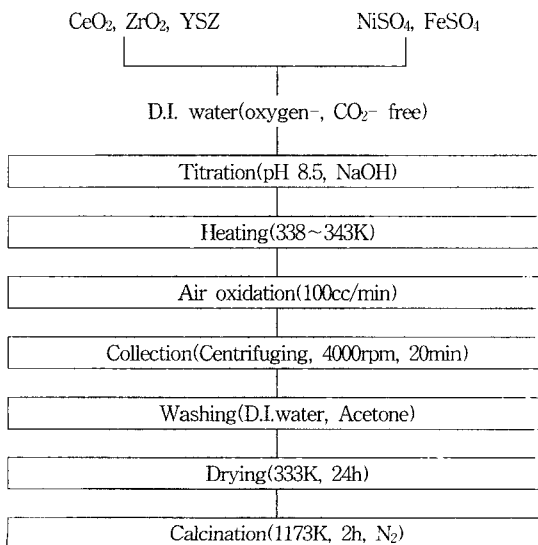 CeO₂, ZrO₂, YSZ NiSO₄, FeSO₄
D.I. water(oxygen-, CO₂- free)
Titration(pH 8.5, NaOH)
Heating(338~343K)
Air oxidation(100cc/min)
Collection(Centrifuging, 4000rpm, 20min)
Washing(D.I.water, Acetone)
Drying(333K, 24h)
Calcination(1173K, 2h, N₂)